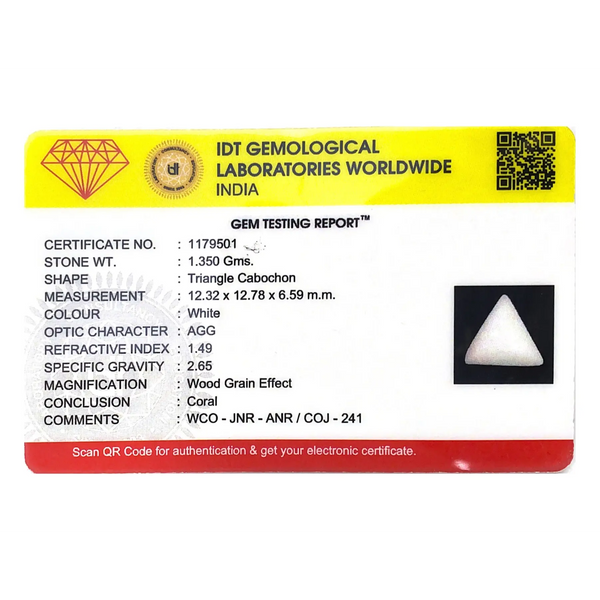 IDT GEMOLOGICAL
LABORATORIES WORLDWIDE
INDIA
GEM TESTING REPORT™
CERTIFICATE NO. : 1179501
STONE WT. : 1.350 Gms.
SHAPE : Triangle Cabochon
MEASUREMENT : 12.32 x 12.78 x 6.59 m.m.
COLOUR : White
OPTIC CHARACTER : AGG
REFRACTIVE INDEX : 1.49
SPECIFIC GRAVITY : 2.65
MAGNIFICATION : Wood Grain Effect
CONCLUSION : Coral
COMMENTS : WCO - JNR - ANR / COJ - 241
Scan QR Code for authentication & get your electronic certificate.